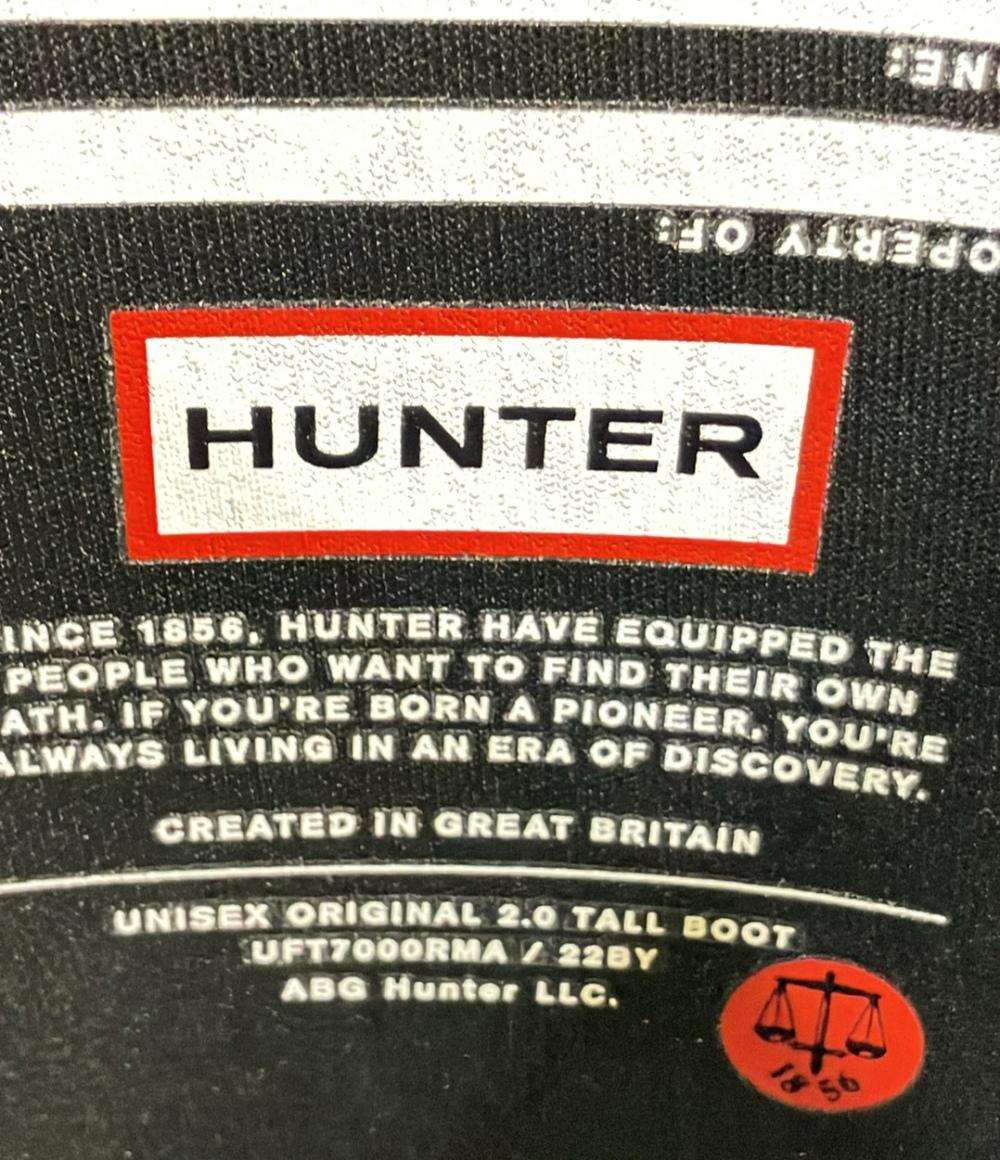 NE:
OPERTY OF:
HUNTER
INCE 1856, HUNTER HAVE EQUIPPED THE
PEOPLE WHO WANT TO FIND THEIR OWN
ATH. IF YOU'RE BORN A PIONEER, YOU'RE
ALWAYS LIVING IN AN ERA OF DISCOVERY.
CREATED IN GREAT BRITAIN
UNISEX ORIGINAL 2.0 TALL BOOT
UFT7000RMA / 22BY
ABG Hunter LLC.
1856